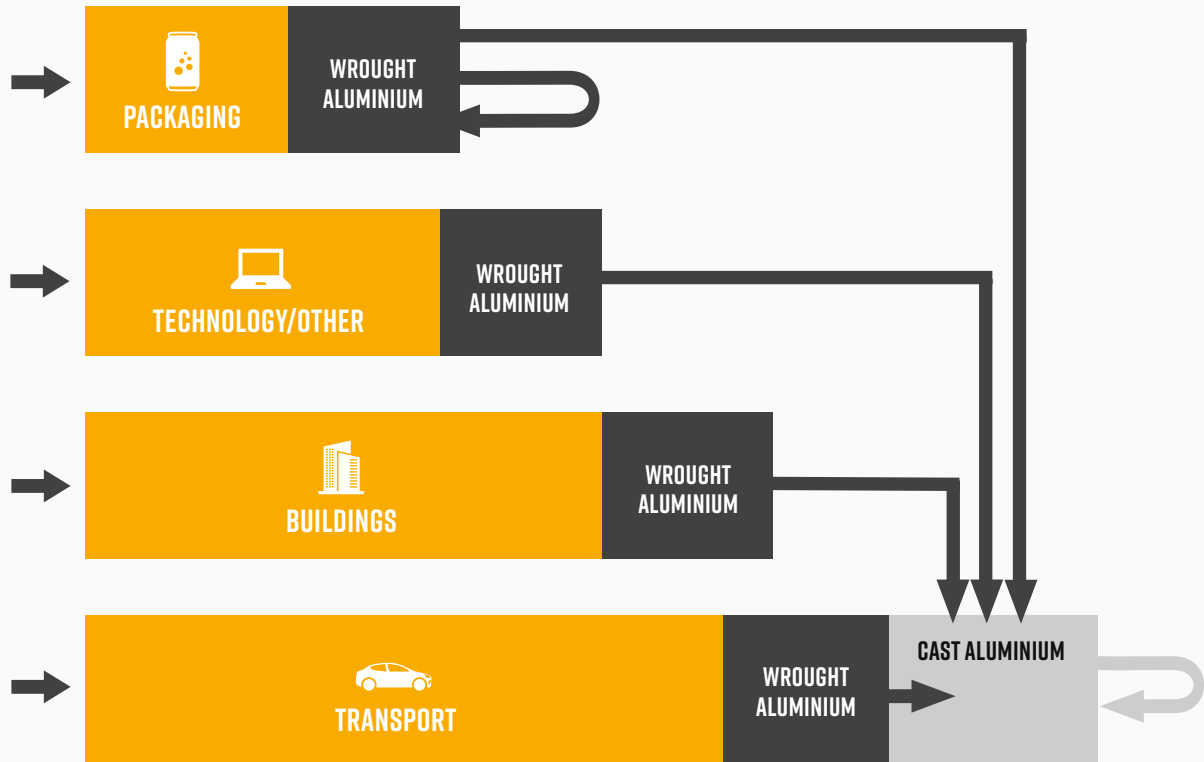 PACKAGING
WROUGHT
ALUMINIUM
TECHNOLOGY/OTHER
WROUGHT
ALUMINIUM
BUILDINGS
WROUGHT
ALUMINIUM
TRANSPORT
WROUGHT
ALUMINIUM
CAST ALUMINIUM